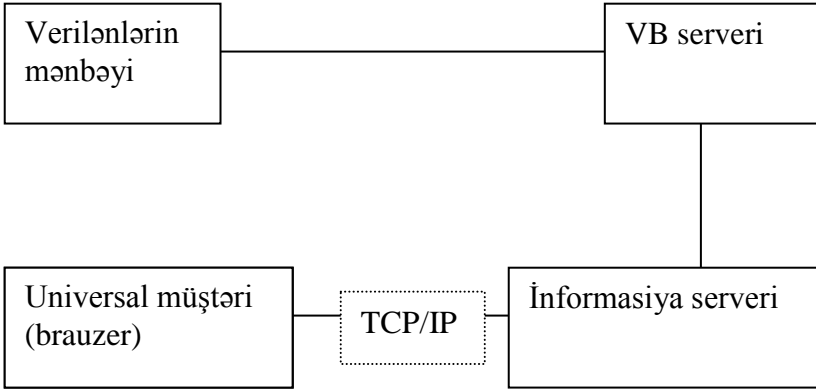 Verilənlərin
mənbəyi
VB serveri
Universal müştəri
(brauzer)
TCP/IP
İnformasiya serveri